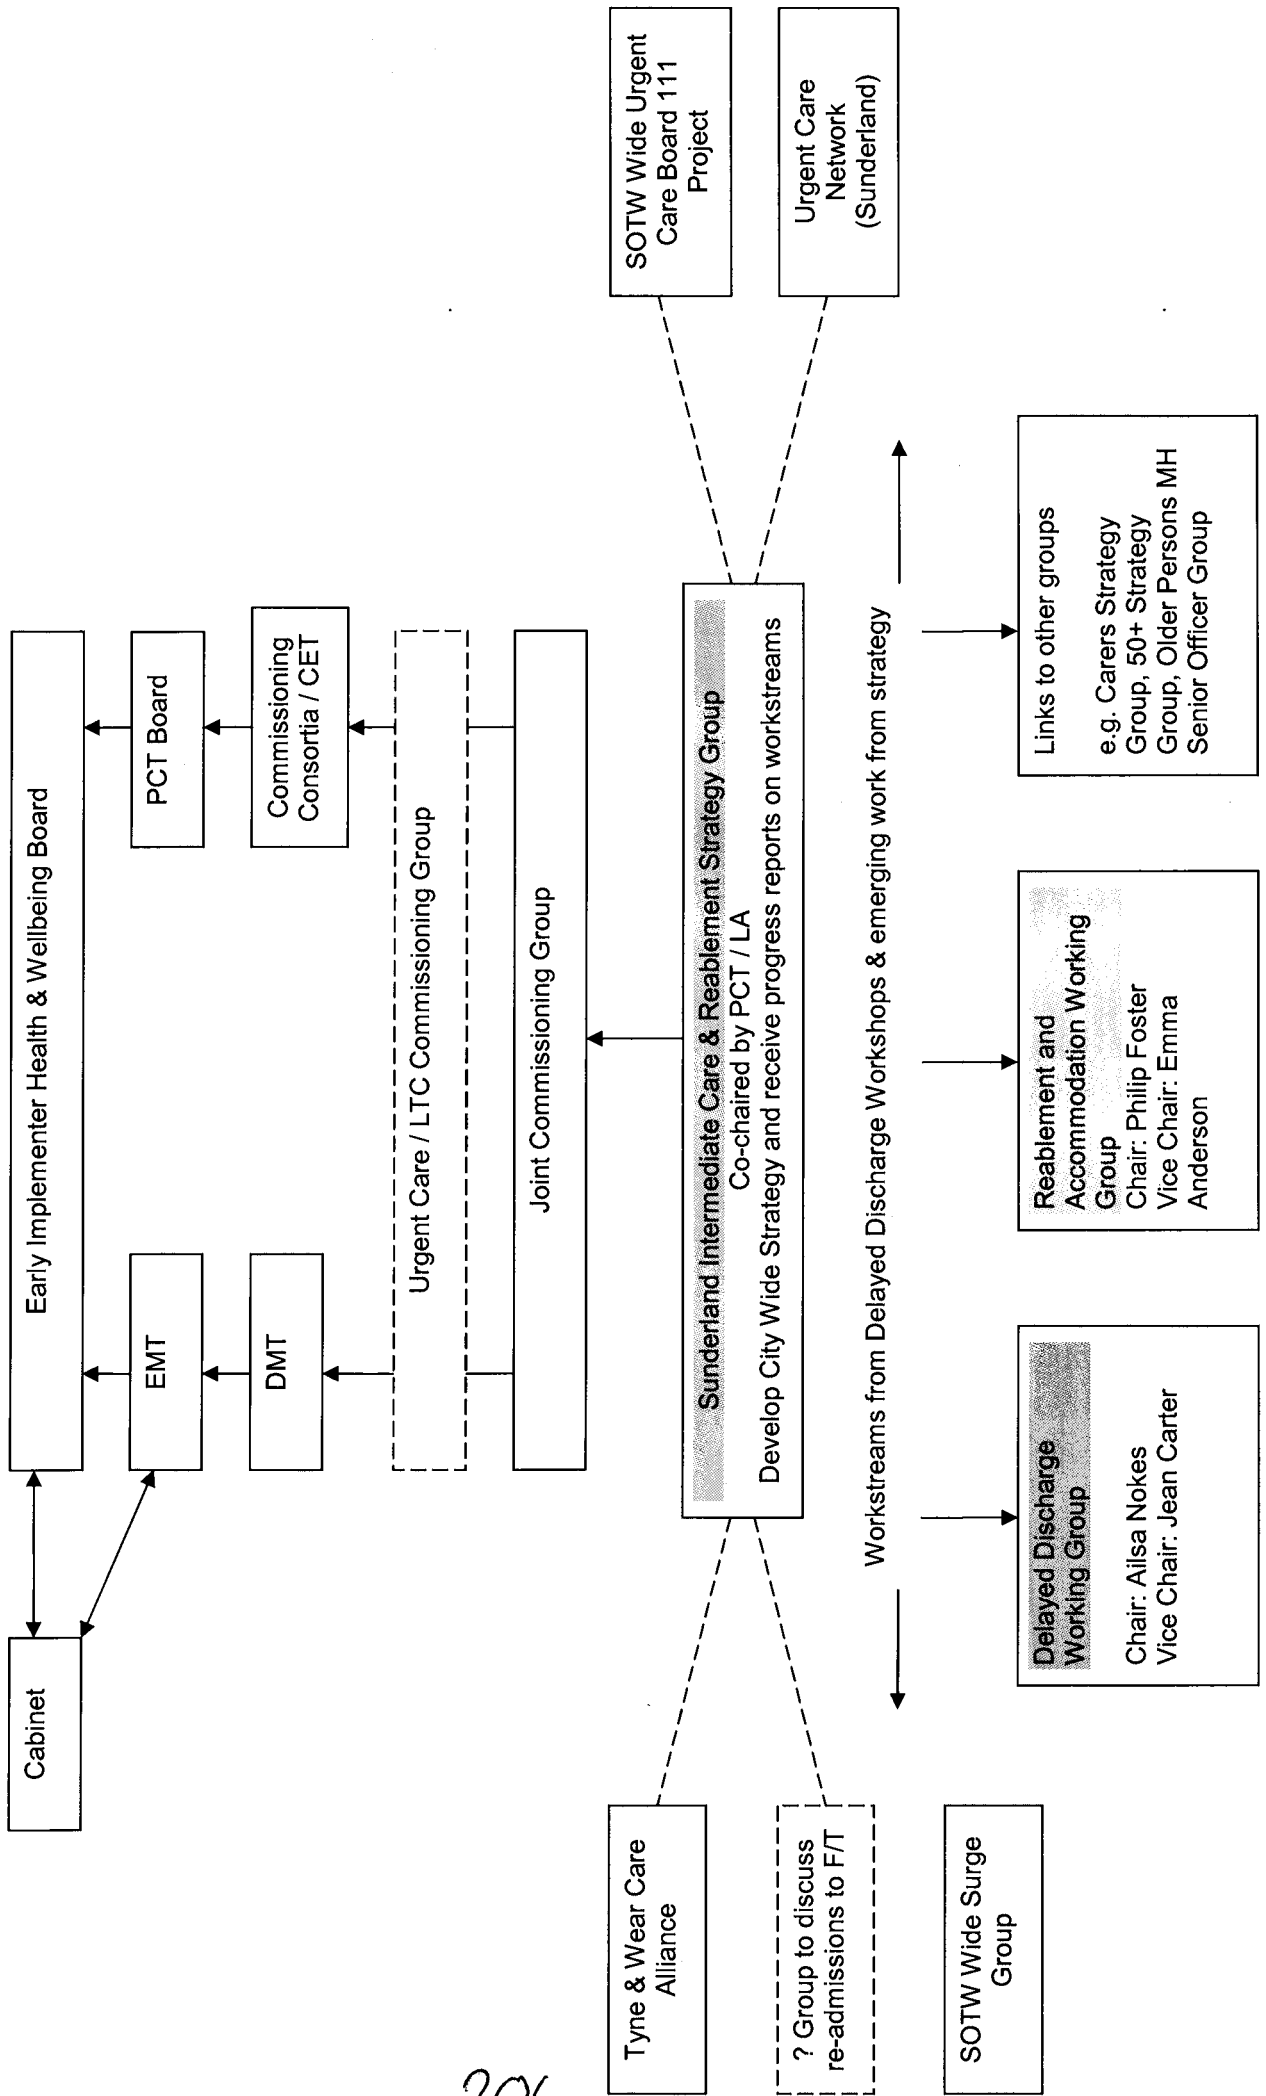 Cabinet
Early Implementer Health & Wellbeing Board
EMT
PCT Board
DMT
Commissioning
Consortia / CET
Urgent Care / LTC Commissioning Group
Joint Commissioning Group
Tyne & Wear Care
Alliance
? Group to discuss
re-admissions to F/T
SOTW Wide Surge
Group
Sunderland Intermediate Care & Reablement Strategy Group
Co-chaired by PCT / LA
Develop City Wide Strategy and receive progress reports on workstreams
SOTW Wide Urgent
Care Board 111
Project
Urgent Care
Network
(Sunderland)
Workstreams from Delayed Discharge Workshops & emerging work from strategy
Delayed Discharge
Working Group
Chair: Ailsa Nokes
Vice Chair: Jean Carter
Reablement and
Accommodation Working
Group
Chair: Philip Foster
Vice Chair: Emma
Anderson
Links to other groups
e.g. Carers Strategy
Group, 50+ Strategy
Group, Older Persons MH
Senior Officer Group